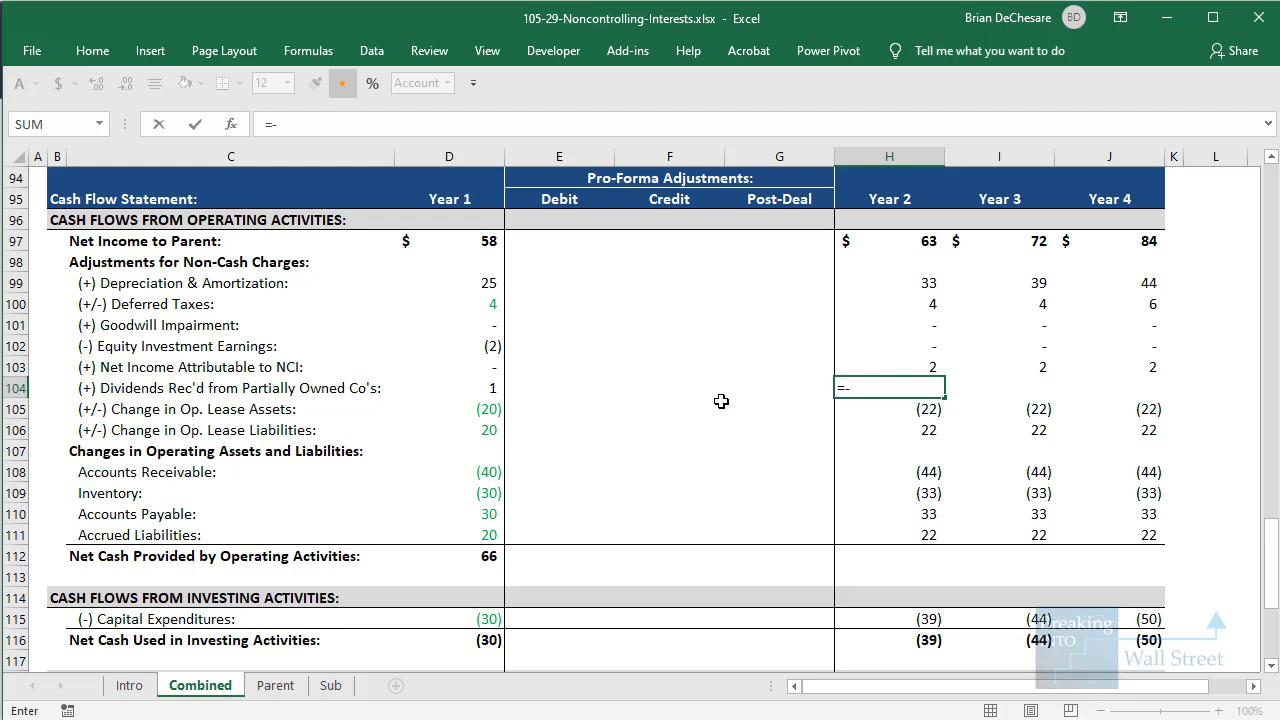 105-29-Noncontrolling-Interests.xlsx - Excel
Brian DeChesare BD
File Home Insert Page Layout Formulas Data Review View Developer Add-ins Help Acrobat Power Pivot Tell me what you want to do Share
A $ .00 12 % Account
SUM fx =-
A B C D E F G H I J K L
94 Pro-Forma Adjustments:
95 Cash Flow Statement: Year 1 Debit Credit Post-Deal Year 2 Year 3 Year 4
96 CASH FLOWS FROM OPERATING ACTIVITIES:
97 Net Income to Parent: $ 58 $ 63 $ 72 $ 84
98 Adjustments for Non-Cash Charges:
99 (+) Depreciation & Amortization: 25 33 39 44
100 (+/-) Deferred Taxes: 4 4 4 6
101 (+) Goodwill Impairment: - - - -
102 (-) Equity Investment Earnings: (2) - - -
103 (+) Net Income Attributable to NCI: - 2 2 2
104 (+) Dividends Rec'd from Partially Owned Co's: 1 =-
105 (+/-) Change in Op. Lease Assets: (20) (22) (22) (22)
106 (+/-) Change in Op. Lease Liabilities: 20 22 22 22
107 Changes in Operating Assets and Liabilities:
108 Accounts Receivable: (40) (44) (44) (44)
109 Inventory: (30) (33) (33) (33)
110 Accounts Payable: 30 33 33 33
111 Accrued Liabilities: 20 22 22 22
112 Net Cash Provided by Operating Activities: 66
113
114 CASH FLOWS FROM INVESTING ACTIVITIES:
115 (-) Capital Expenditures: (30) (39) (44) (50)
116 Net Cash Used in Investing Activities: (30) (39) (44) (50)
117
Breaking
INTO
Wall Street
Intro Combined Parent Sub
Enter 100%